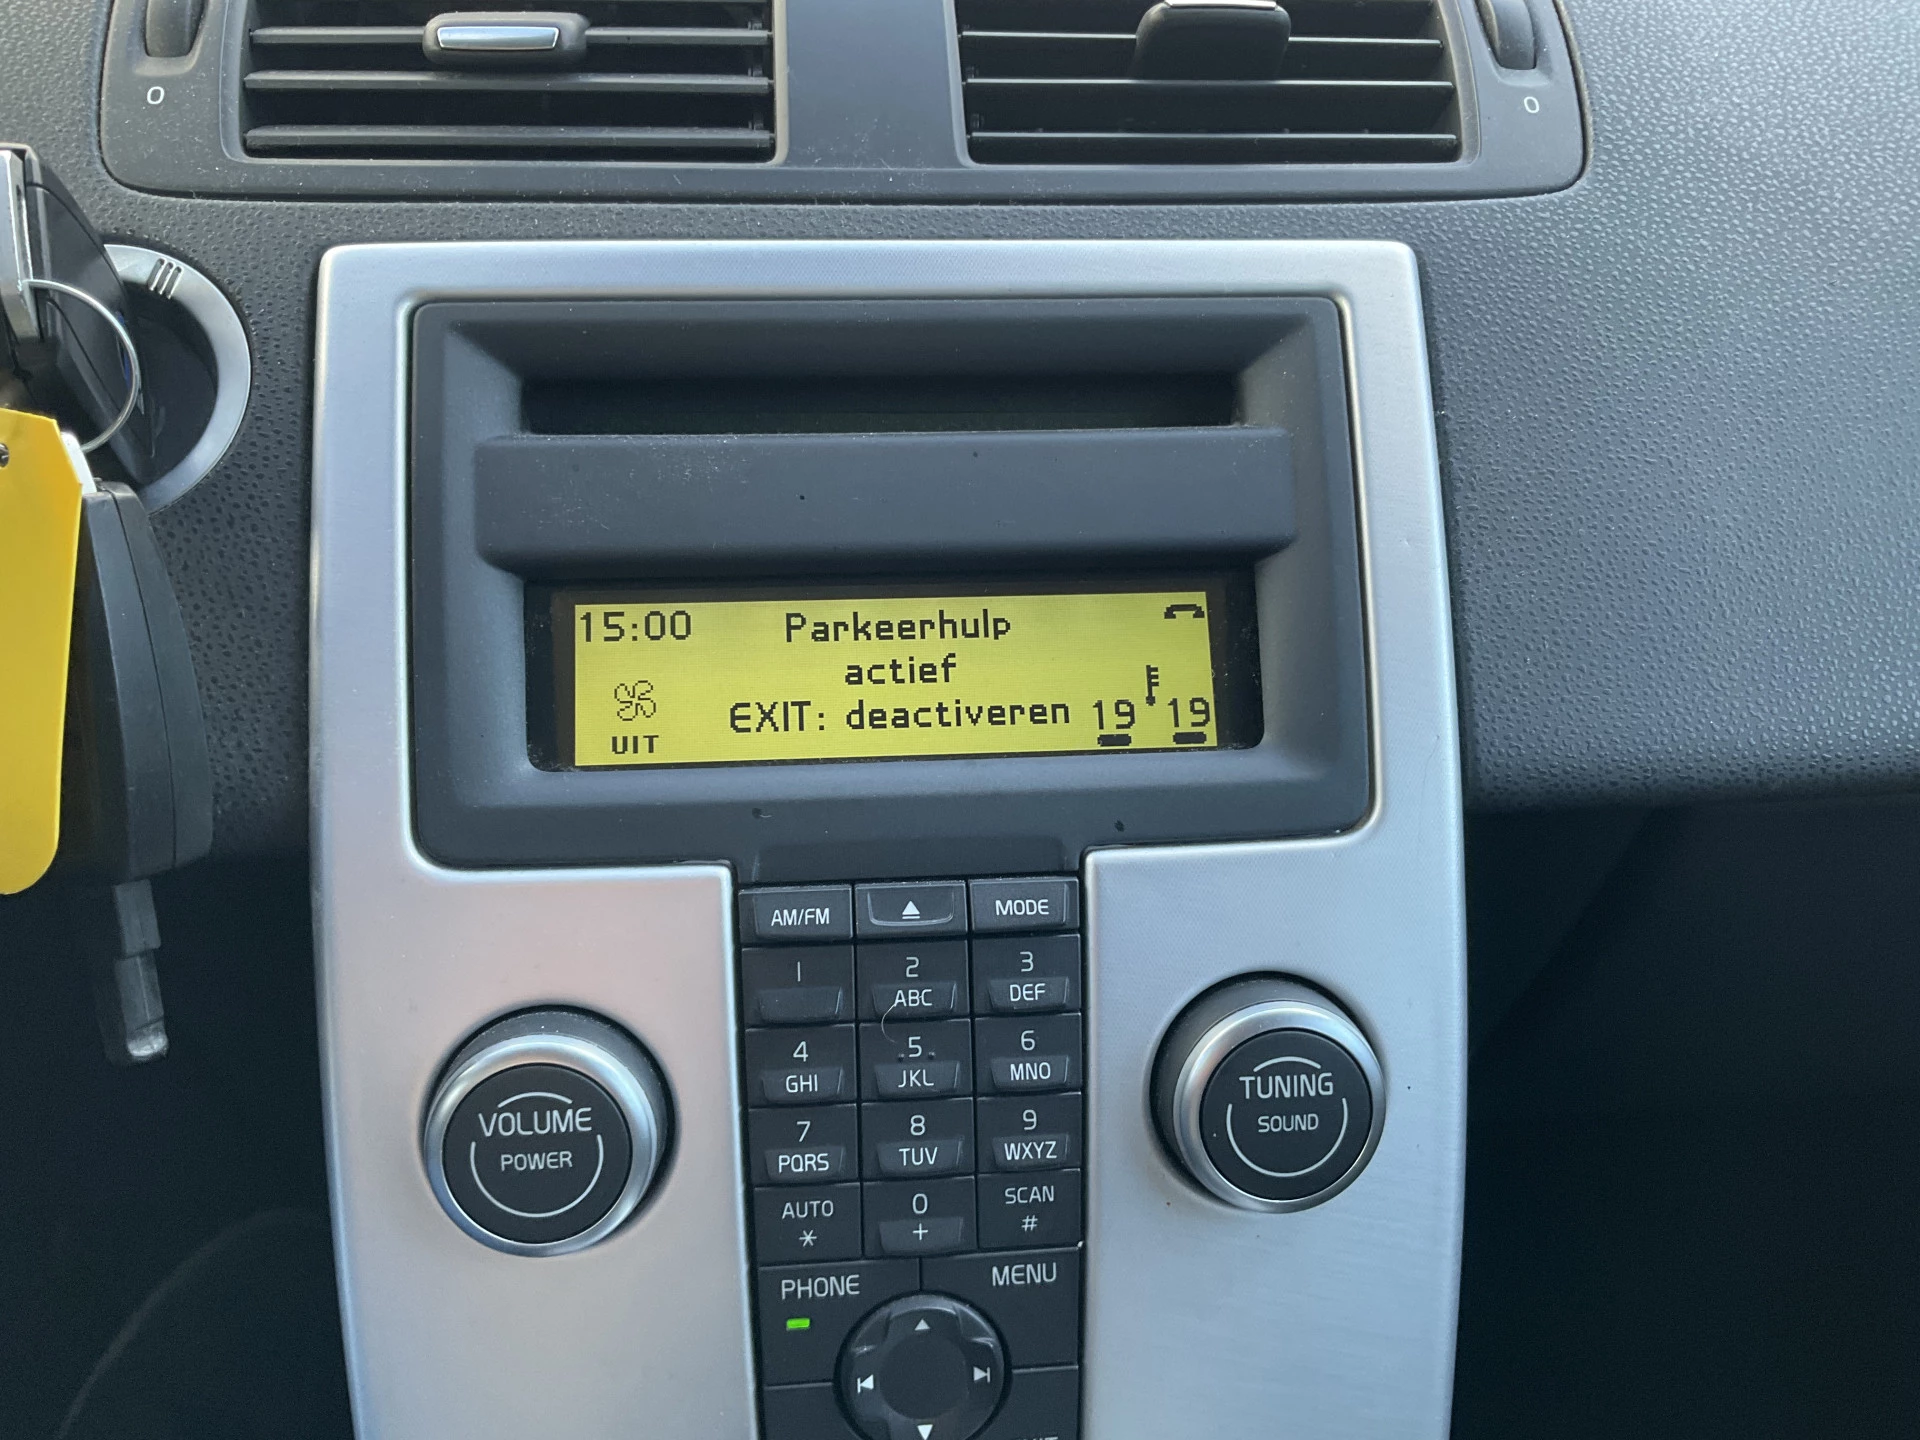 0
0
15:00
Parkeerhulp
actief
EXIT: deactiveren
19 19
UIT
AM/FM
MODE
1
2
ABC
3
DEF
4
GHI
5
JKL
6
MNO
7
PQRS
8
TUV
9
WXYZ
AUTO
*
0
+
SCAN
#
VOLUME
POWER
TUNING
SOUND
PHONE
MENU